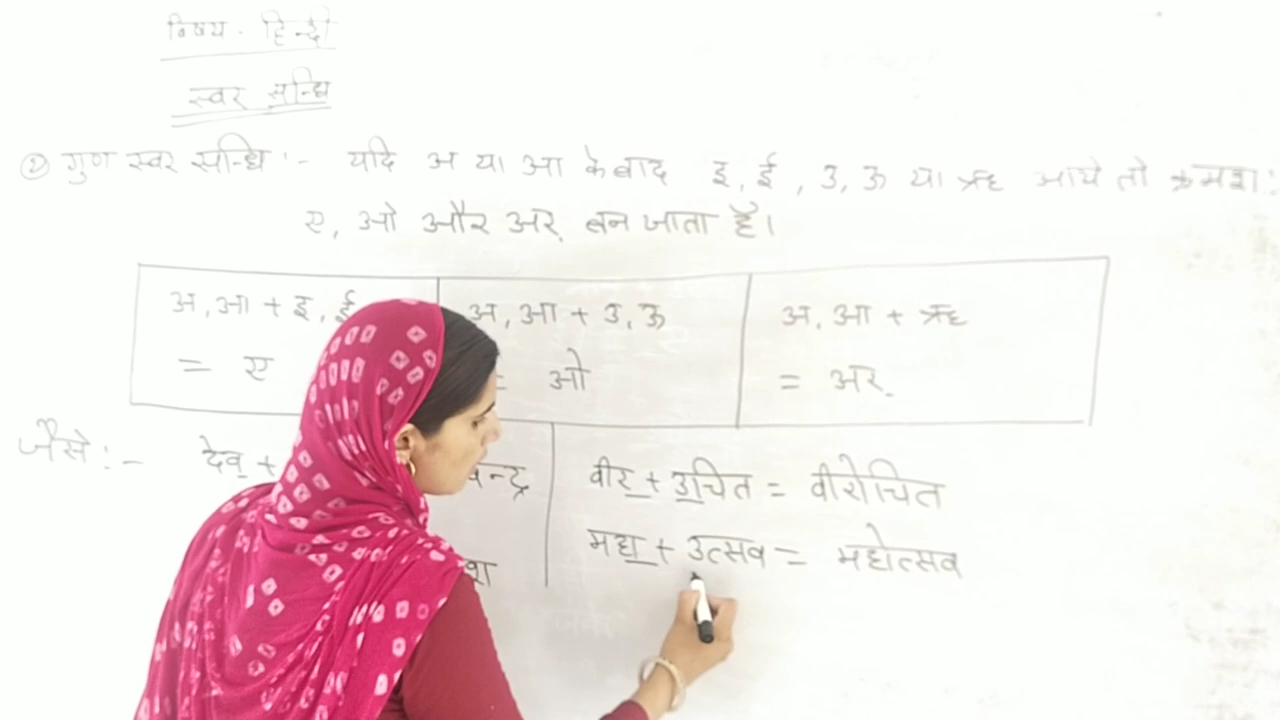 विषय - हिन्दी
स्वर सन्धि
② गुण स्वर सन्धि :- यदि अ या आ के बाद इ, ई, उ, ऊ या ऋ आये तो क्रमशः
ए, ओ और अर् बन जाता है।
अ, आ + इ, ई
= ए
अ, आ + उ, ऊ
= ओ
अ, आ + ऋ
= अर्
जैसे :- देव +
वीर + उचित = वीरोचित
महा + उत्सव = महोत्सव